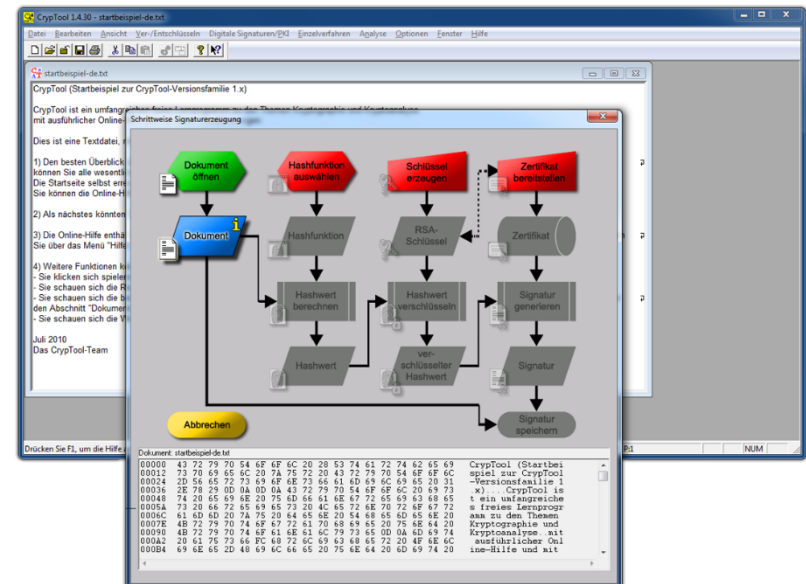 CrypTool 1.4.30 - startbeispiel-de.txt
Datei Bearbeiten Ansicht Ver-/Entschlüsseln Digitale Signaturen/PKI Einzelverfahren Analyse Optionen Fenster Hilfe
startbeispiel-de.txt
CrypTool (Startbeispiel zur CrypTool-Versionsfamilie 1.x)
CrypTool ist ein umfangreiches freies Lernprogramm zu den Themen Kryptographie und Kryptoanalyse
mit ausführlicher Online-
Dies ist eine Textdatei,
1) Den besten Überblick
können Sie alle wesentli
Die Startseite selbst erre
Sie können die Online-H
2) Als nächstes könnten
3) Die Online-Hilfe enthä
Sie über das Menü "Hilfe
4) Weitere Funktionen k
- Sie klicken sich spieler
- Sie schauen sich die R
- Sie schauen sich die b
den Abschnitt "Dokumen
- Sie schauen sich die W
Juli 2010
Das CrypTool-Team
Drücken Sie F1, um die Hilfe
P:1
NUM
Schrittweise Signaturerzeugung
Dokument öffnen
Hashfunktion auswählen
Schlüssel erzeugen
Zertifikat bereitstellen
Dokument
Hashfunktion
RSA-Schlüssel
Zertifikat
Hashwert berechnen
Hashwert verschlüsseln
Signatur generieren
Hashwert
ver-schlüsselter Hashwert
Signatur
Abbrechen
Signatur speichern
Dokument: startbeispiel-de.txt
00000 43 72 79 70 54 6F 6F 6C 20 28 53 74 61 72 74 62 65 69 CrypTool (Startbei
00012 73 70 69 65 6C 20 7A 75 72 20 43 72 79 70 54 6F 6F 6C spiel zur CrypTool
00024 2D 56 65 72 73 69 6F 6E 73 66 61 6D 69 6C 69 65 20 31 -Versionsfamilie 1
00036 2E 78 29 0D 0A 0D 0A 43 72 79 70 54 6F 6F 6C 20 69 73 .x)....CrypTool is
00048 74 20 65 69 6E 20 75 6D 66 61 6E 67 72 65 69 63 68 65 t ein umfangreiche
0005A 73 20 66 72 65 69 65 73 20 4C 65 72 6E 70 72 6F 67 72 s freies Lernprogr
0006C 61 6D 6D 20 7A 75 20 64 65 6E 20 54 68 65 6D 65 6E 20 amm zu den Themen
0007E 4B 72 79 70 74 6F 67 72 61 70 68 69 65 20 75 6E 64 20 Kryptographie und
00090 4B 72 79 70 74 6F 61 6E 61 6C 79 73 65 0D 0A 6D 69 74 Kryptoanalyse..mit
000A2 20 61 75 73 66 FC 68 72 6C 69 63 68 65 72 20 4F 6E 6C ausführlicher Onl
000B4 69 6E 65 2D 48 69 6C 66 65 20 75 6E 64 20 6D 69 74 20 ine-Hilfe und mit